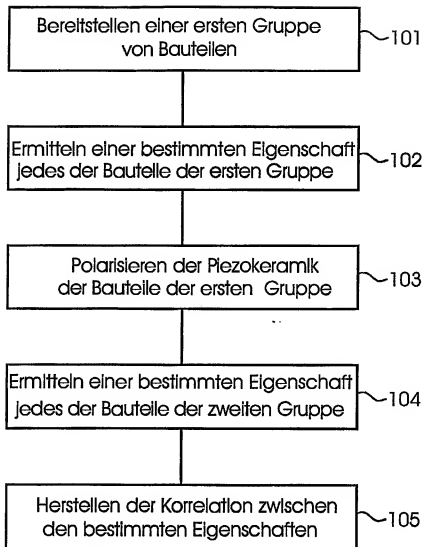 Bereitstellen einer ersten Gruppe
von Bauteilen
101
Ermitteln einer bestimmten Eigenschaft
jedes der Bauteile der ersten Gruppe
102
Polarisieren der Piezokeramik
der Bauteile der ersten Gruppe
103
Ermitteln einer bestimmten Eigenschaft
jedes der Bauteile der zweiten Gruppe
104
Herstellen der Korrelation zwischen
den bestimmten Eigenschaften
105